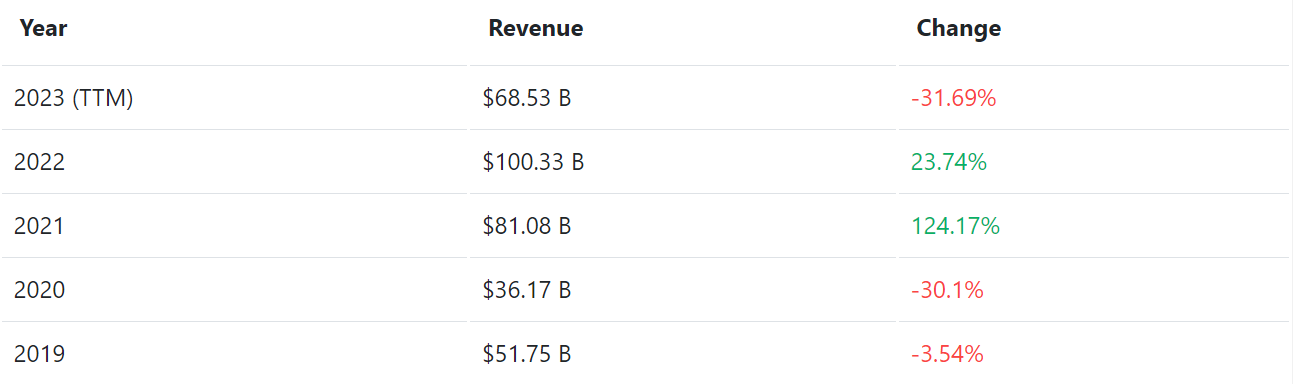 Year Revenue Change
2023 (TTM) $68.53 B -31.69%
2022 $100.33 B 23.74%
2021 $81.08 B 124.17%
2020 $36.17 B -30.1%
2019 $51.75 B -3.54%